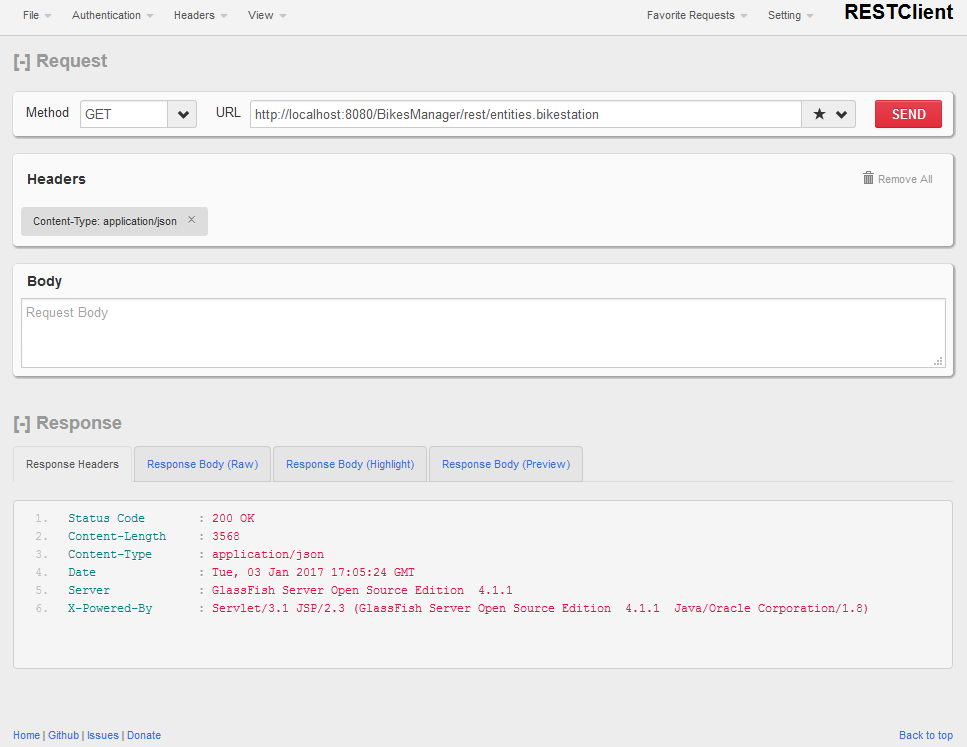 File Authentication Headers View Favorite Requests Setting RESTClient
[-] Request
Method GET URL http://localhost:8080/BikesManager/rest/entities.bikestation SEND
Headers Remove All
Content-Type: application/json ×
Body
Request Body
[-] Response
Response Headers Response Body (Raw) Response Body (Highlight) Response Body (Preview)
1. Status Code : 200 OK
2. Content-Length : 3568
3. Content-Type : application/json
4. Date : Tue, 03 Jan 2017 17:05:24 GMT
5. Server : GlassFish Server Open Source Edition  4.1.1
6. X-Powered-By : Servlet/3.1 JSP/2.3 (GlassFish Server Open Source Edition  4.1.1  Java/Oracle Corporation/1.8)
Home | Github | Issues | Donate Back to top